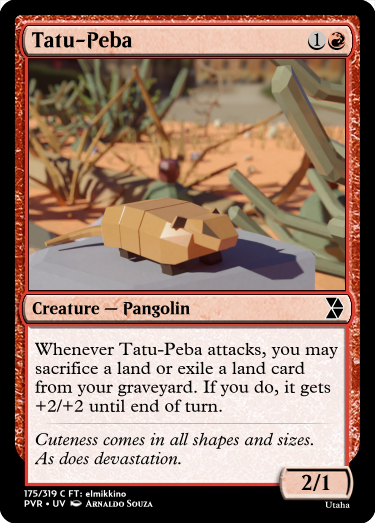 Tatu-Peba 1
Creature — Pangolin
Whenever Tatu-Peba attacks, you may
sacrifice a land or exile a land card
from your graveyard. If you do, it gets
+2/+2 until end of turn.
Cuteness comes in all shapes and sizes.
As does devastation.
2/1
175/319 C FT: elmikkino
PVR • UV Arnaldo Souza
Utaha